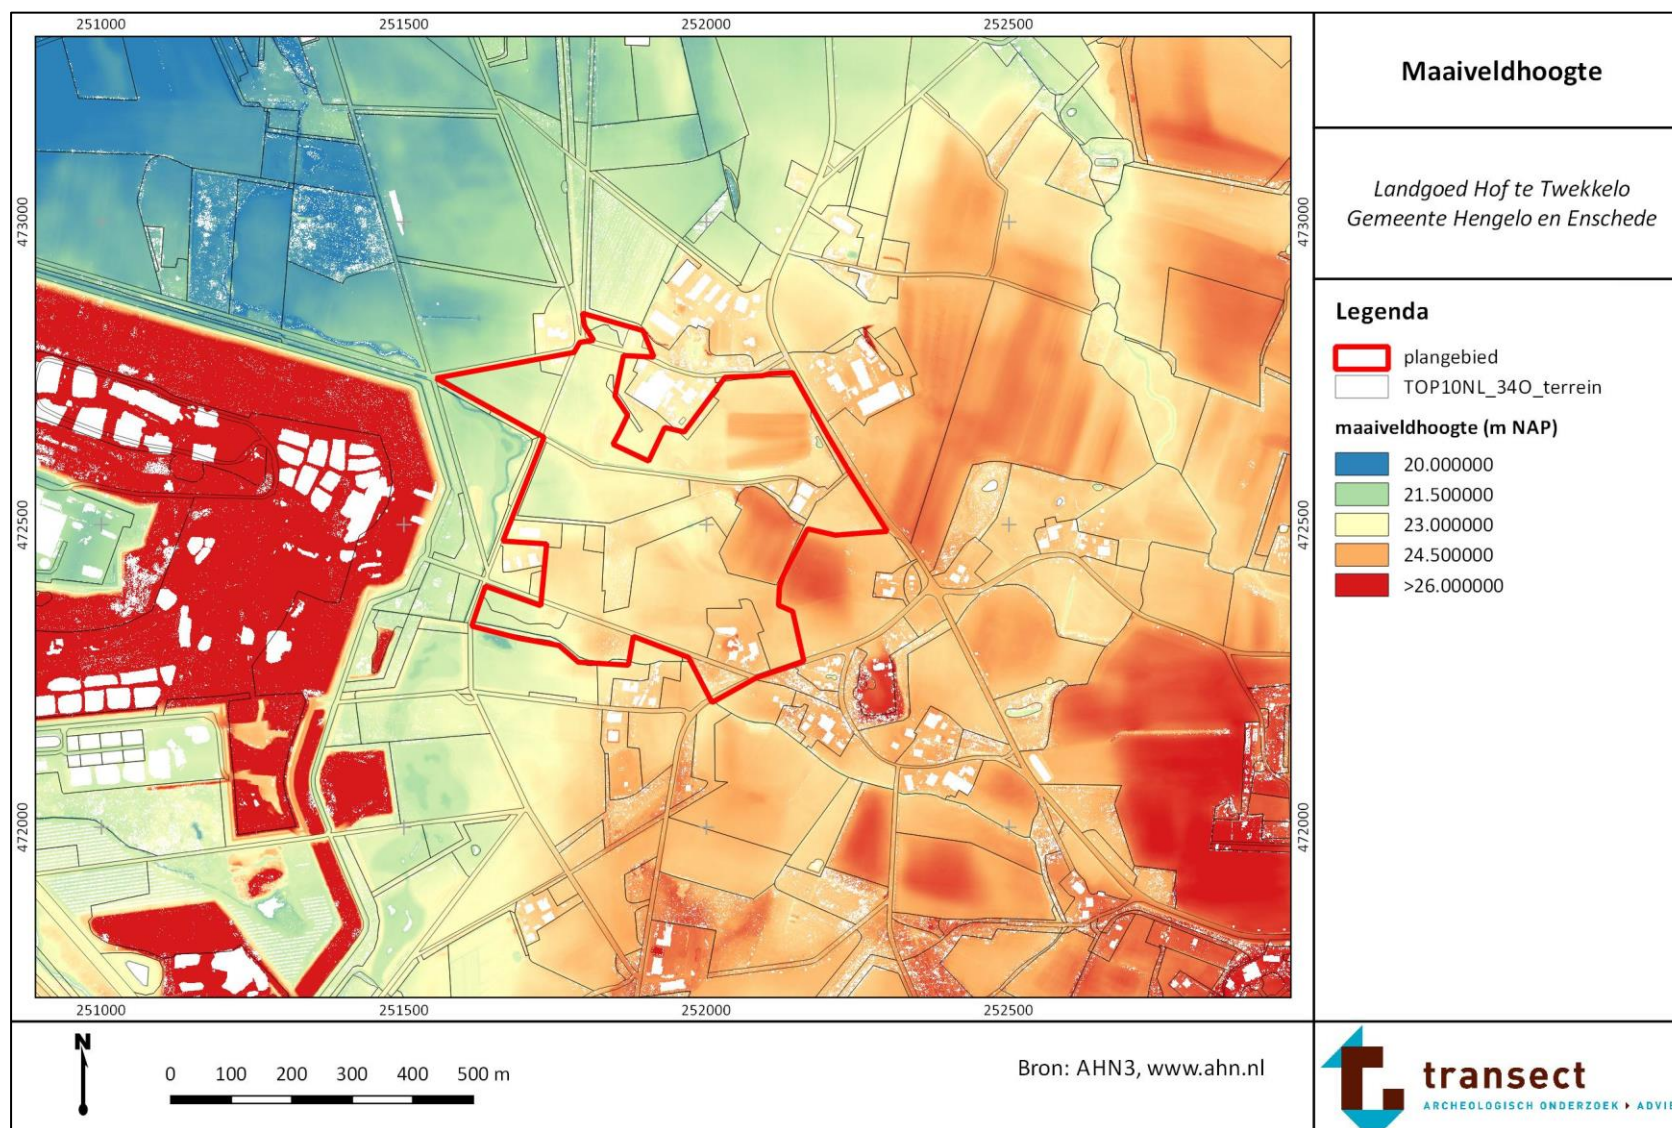 251000 251500 252000 252500
473000 473000
472500 472500
472000 472000
251000 251500 252000 252500
Maaiveldhoogte
Landgoed Hof te Twekkelo
Gemeente Hengelo en Enschede
Legenda
plangebied
TOP10NL_34O_terrein
maaiveldhoogte (m NAP)
20.000000
21.500000
23.000000
24.500000
>26.000000
N
0 100 200 300 400 500 m
Bron: AHN3, www.ahn.nl
transect
ARCHEOLOGISCH ONDERZOEK ▸ ADVIE